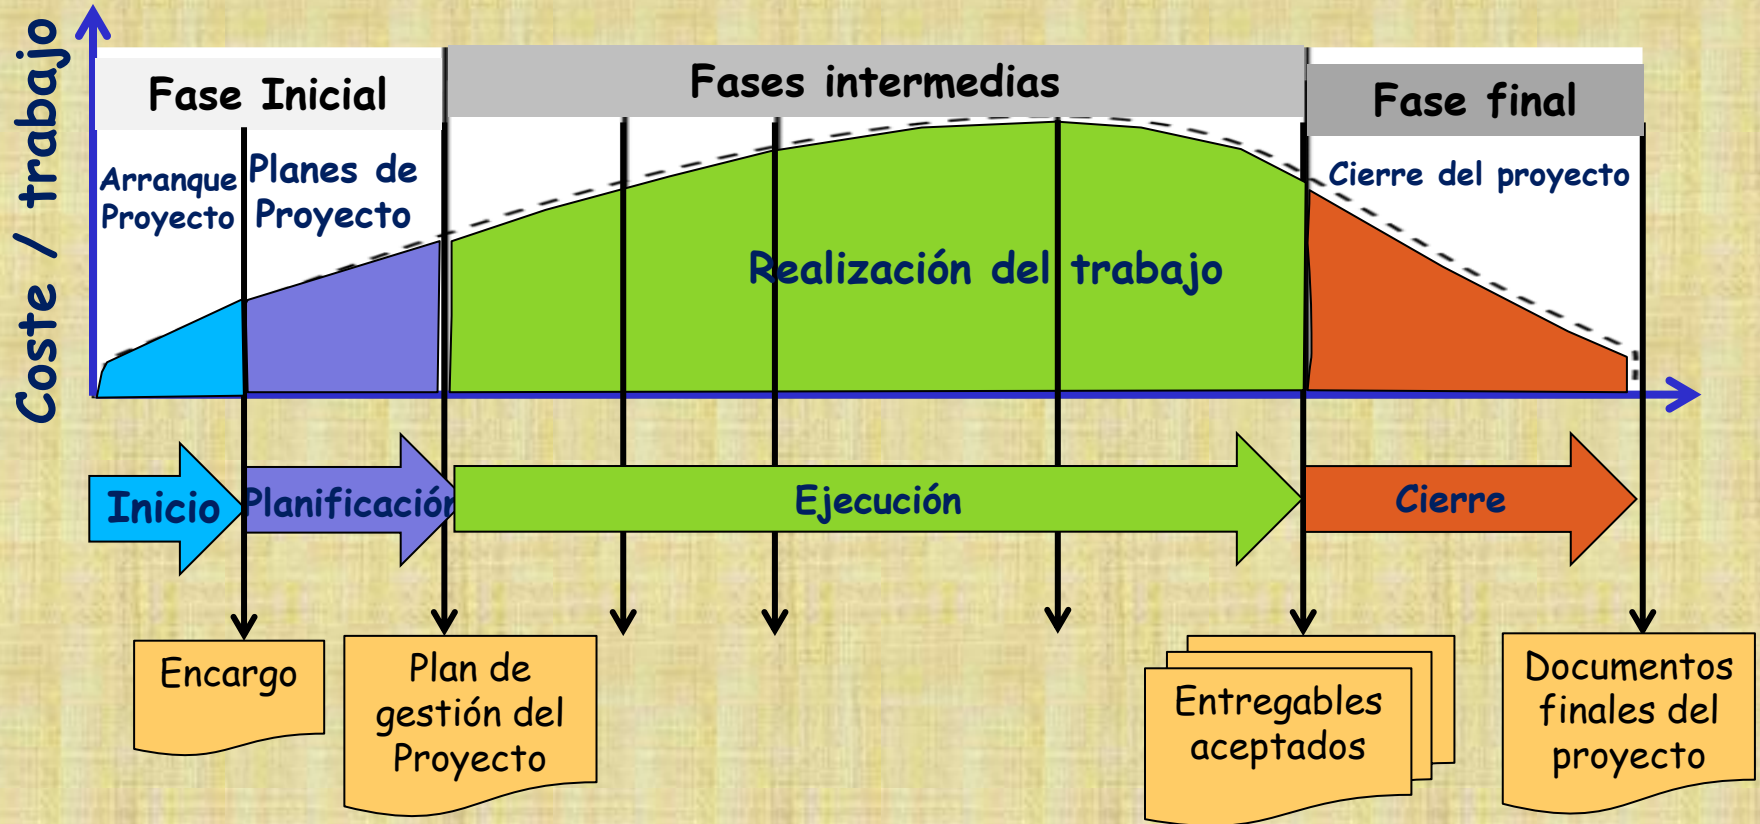 Coste / trabajo
Fase Inicial
Fases intermedias
Fase final
Arranque
Proyecto
Planes de
Proyecto
Cierre del proyecto
Realización del trabajo
Inicio
Planificación
Ejecución
Cierre
Encargo
Plan de
gestión del
Proyecto
Entregables
aceptados
Documentos
finales del
proyecto